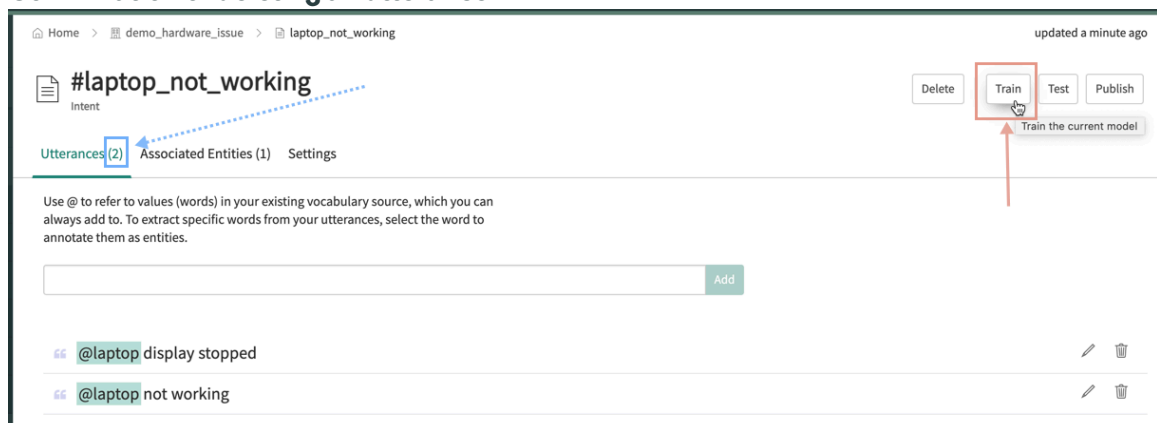 Home > demo_hardware_issue > laptop_not_working
updated a minute ago
#laptop_not_working
Intent
Delete
Train
Test
Publish
Train the current model
Utterances (2)
Associated Entities (1)
Settings
Use @ to refer to values (words) in your existing vocabulary source, which you can
always add to. To extract specific words from your utterances, select the word to
annotate them as entities.
Add
@laptop display stopped
@laptop not working